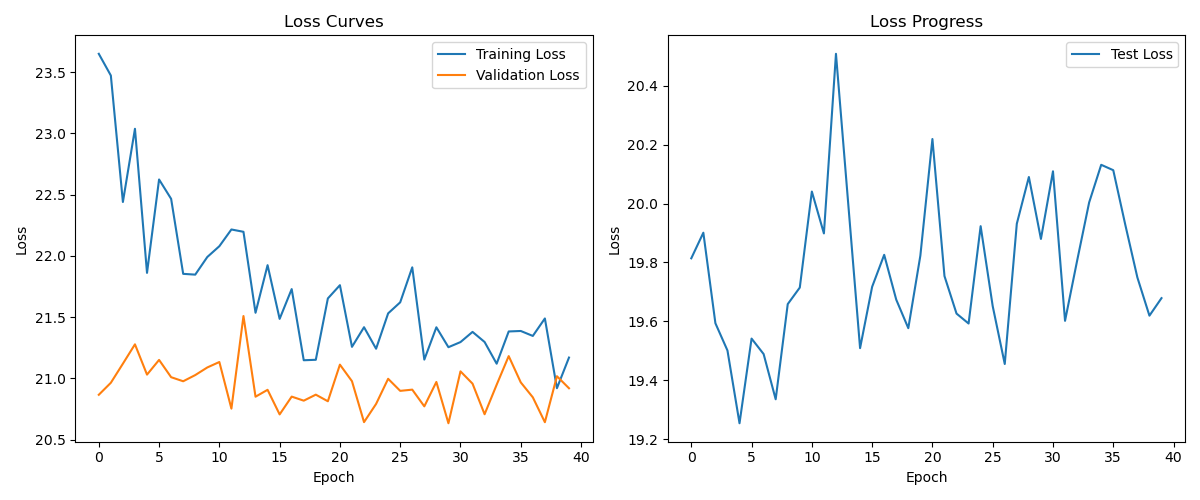 Loss Curves
Training Loss
Validation Loss
23.5
23.0
22.5
22.0
21.5
21.0
20.5
Loss
0 5 10 15 20 25 30 35 40
Epoch
Loss Progress
Test Loss
20.4
20.2
20.0
19.8
19.6
19.4
19.2
Loss
0 5 10 15 20 25 30 35 40
Epoch